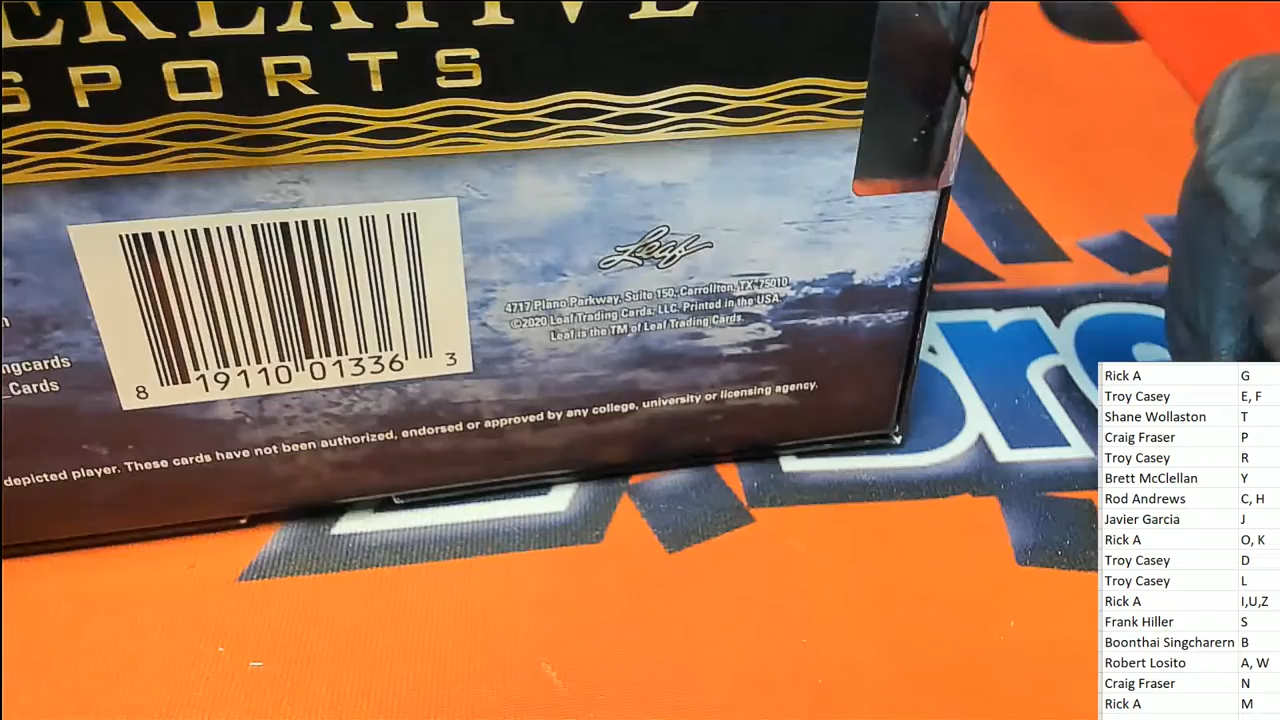 SPORTS
Leaf
4717 Plano Parkway, Suite 150, Carrollton, TX 75010
©2020 Leaf Trading Cards, LLC. Printed in the USA.
Leaf is the TM of Leaf Trading Cards.
ngcards
_Cards
8 19110 01336 3
depicted player. These cards have not been authorized, endorsed or approved by any college, university or licensing agency.
Rick A G
Troy Casey E, F
Shane Wollaston T
Craig Fraser P
Troy Casey R
Brett McClellan Y
Rod Andrews C, H
Javier Garcia J
Rick A O, K
Troy Casey D
Troy Casey L
Rick A I,U,Z
Frank Hiller S
Boonthai Singcharern B
Robert Losito A, W
Craig Fraser N
Rick A M